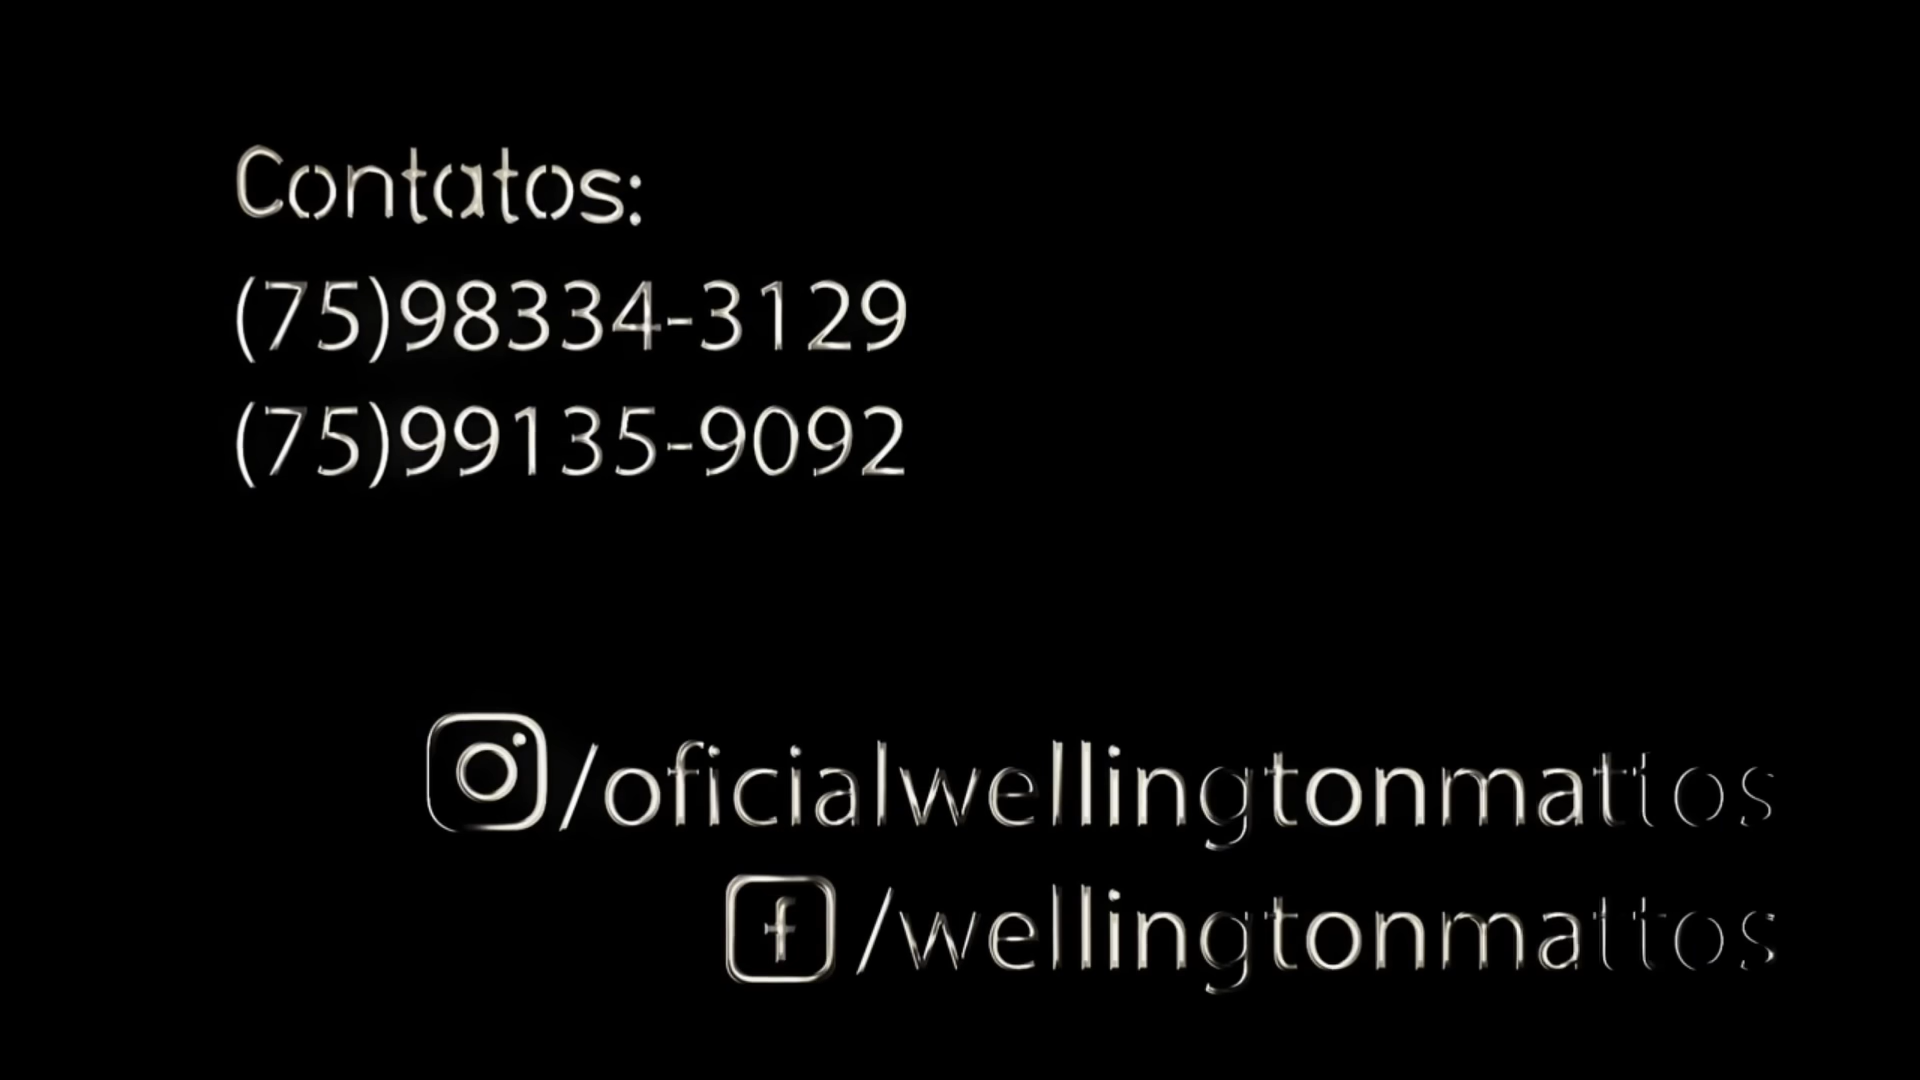 Contatos:
(75)98334-3129
(75)99135-9092
/oficialwellingtonmattos
f /wellingtonmattos